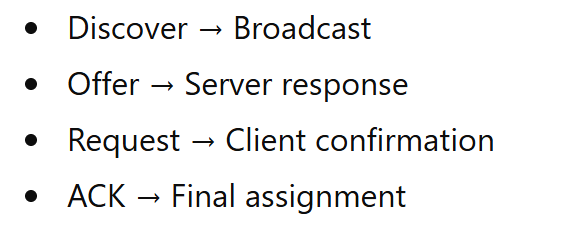 • Discover → Broadcast
• Offer → Server response
• Request → Client confirmation
• ACK → Final assignment